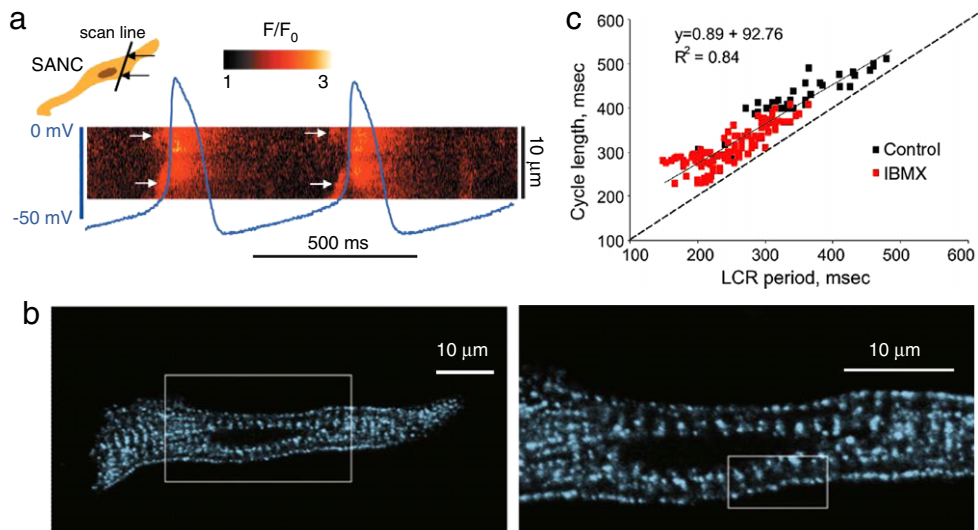 a
scan line
SANC
F/F0
1
3
0 mV
-50 mV
10 μm
500 ms
c
600
500
400
300
200
100
Cycle length, msec
y=0.89 + 92.76
R² = 0.84
Control
IBMX
100
200
300
400
500
600
LCR period, msec
b
10 μm
10 μm